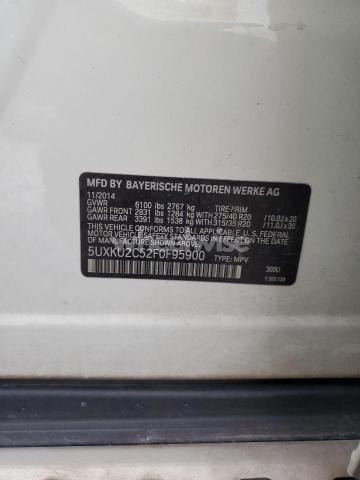 MFD BY BAYERISCHE MOTOREN WERKE AG
11/2014
GVWR 6100 lbs 2767 kg TIRE/RIM
GAWR FRONT 2831 lbs 1284 kg WITH 275/40 R20 /10.0J x 20
GAWR REAR 3391 lbs 1538 kg WITH 315/35 R20 /11.0J x 20
THIS VEHICLE CONFORMS TO ALL APPLICABLE U.S. FEDERAL
MOTOR VEHICLE SAFETY STANDARDS IN EFFECT ON THE
DATE OF MANUFACTURE SHOWN ABOVE.
5UXKU2C52F0F95900 TYPE: MPV 300U